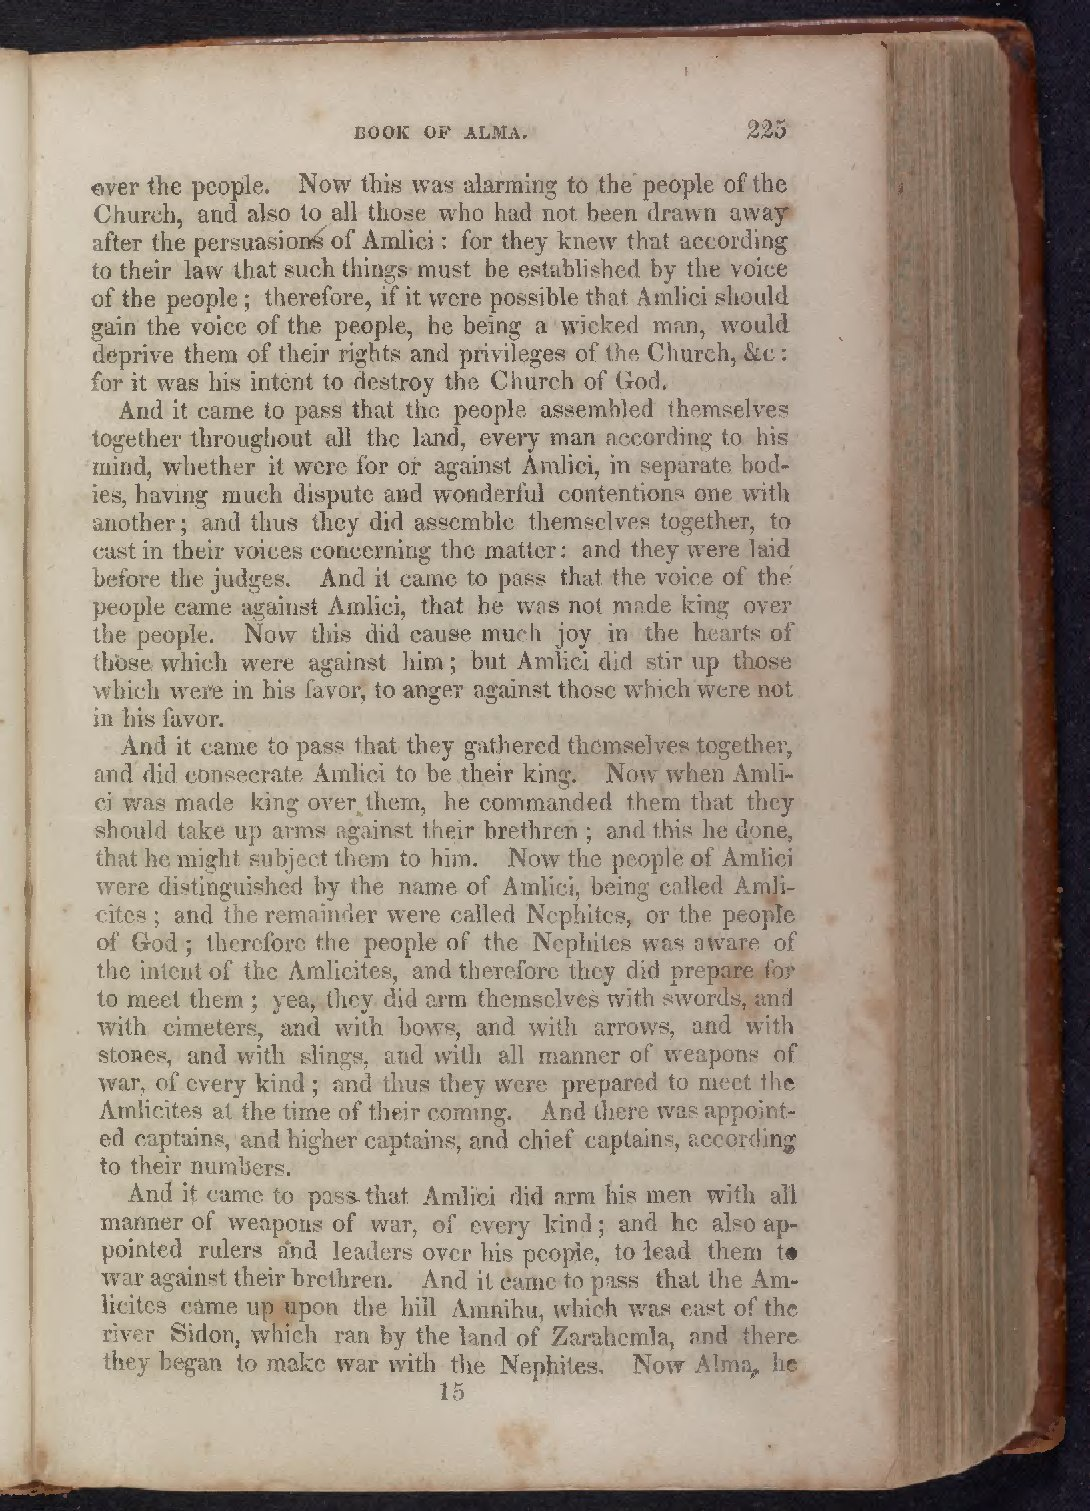 BOOK OF ALMA. 225
over the people. Now this was alarming to the people of the
Church, and also to all those who had not been drawn away
after the persuasions of Amlici : for they knew that according
to their law that such things must be established by the voice
of the people ; therefore, if it were possible that Amlici should
gain the voice of the people, he being a wicked man, would
deprive them of their rights and privileges of the Church, &c :
for it was his intent to destroy the Church of God.
And it came to pass that the people assembled themselves
together throughout all the land, every man according to his
mind, whether it were for or against Amlici, in separate bod-
ies, having much dispute and wonderful contentions one with
another ; and thus they did assemble themselves together, to
cast in their voices concerning the matter : and they were laid
before the judges. And it came to pass that the voice of the
people came against Amlici, that he was not made king over
the people. Now this did cause much joy in the hearts of
those which were against him ; but Amlici did stir up those
which were in his favor, to anger against those which were not
in his favor.
And it came to pass that they gathered themselves together,
and did consecrate Amlici to be their king. Now when Amli-
ci was made king over them, he commanded them that they
should take up arms against their brethren ; and this he done,
that he might subject them to him. Now the people of Amlici
were distinguished by the name of Amlici, being called Amli-
cites ; and the remainder were called Nephites, or the people
of God ; therefore the people of the Nephites was aware of
the intent of the Amlicites, and therefore they did prepare for
to meet them ; yea, they did arm themselves with swords, and
with cimeters, and with bows, and with arrows, and with
stones, and with slings, and with all manner of weapons of
war, of every kind ; and thus they were prepared to meet the
Amlicites at the time of their coming. And there was appoint-
ed captains, and higher captains, and chief captains, according
to their numbers.
And it came to pass that Amlici did arm his men with all
manner of weapons of war, of every kind ; and he also ap-
pointed rulers and leaders over his people, to lead them to
war against their brethren. And it came to pass that the Am-
licites came up upon the hill Amnihu, which was east of the
river Sidon, which ran by the land of Zarahemla, and there
they began to make war with the Nephites. Now Alma, he
15